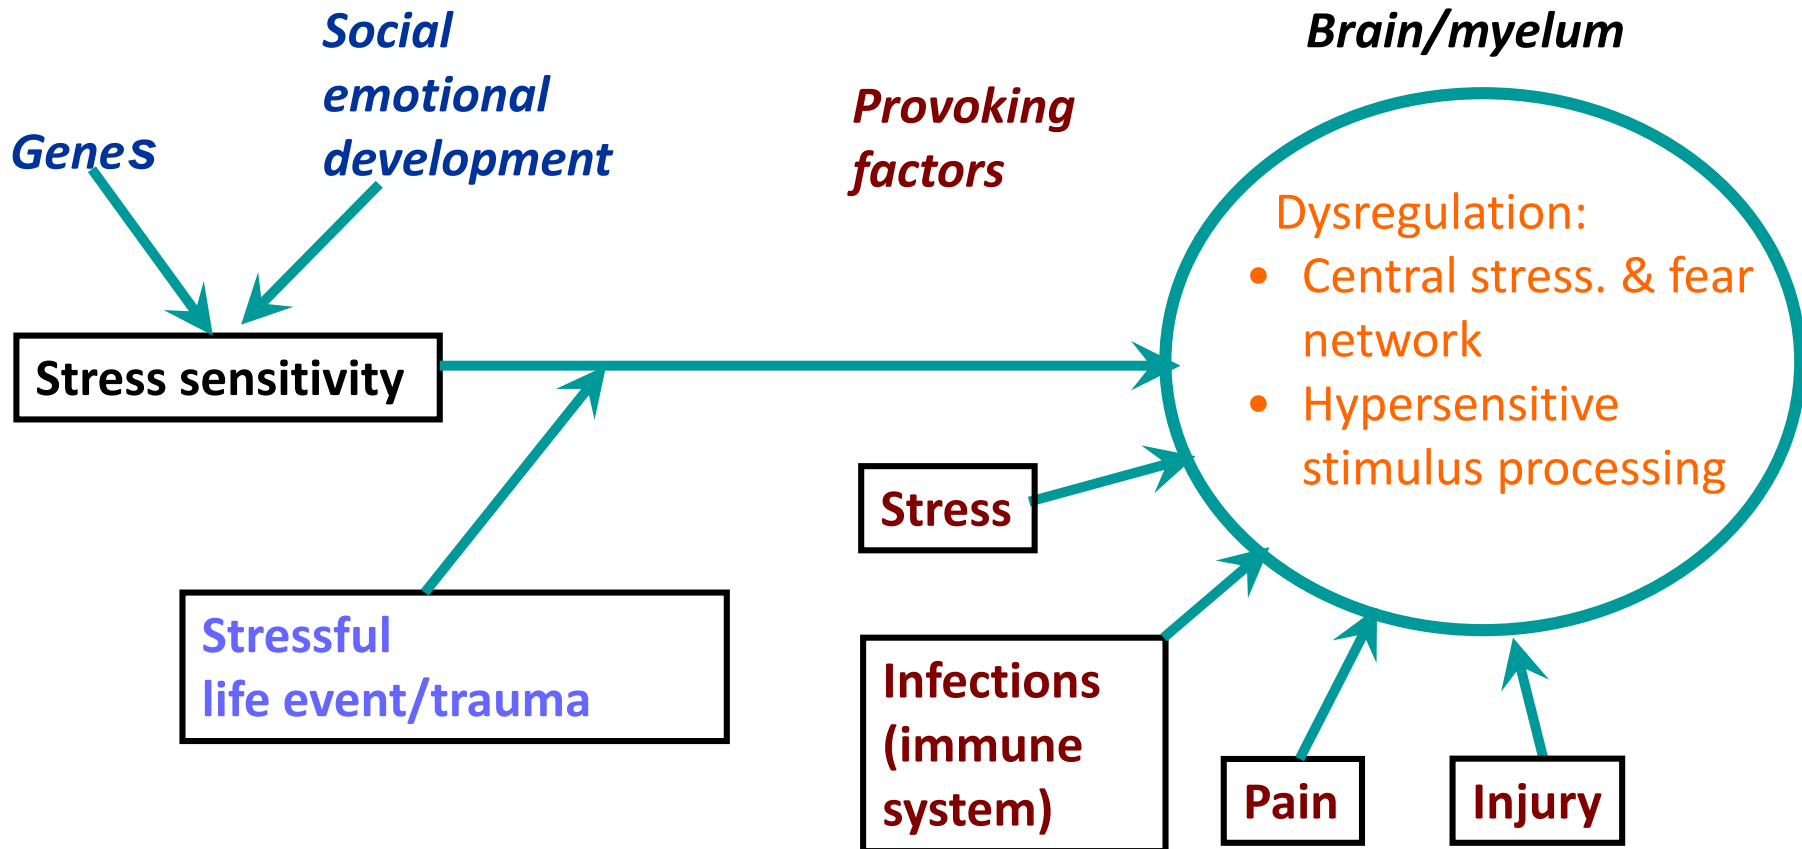 Social
emotional
development
Genes
Provoking
factors
Brain/myelum
Dysregulation:
• Central stress. & fear
network
• Hypersensitive
stimulus processing
Stress sensitivity
Stress
Stressful
life event/trauma
Infections
(immune
system)
Pain
Injury